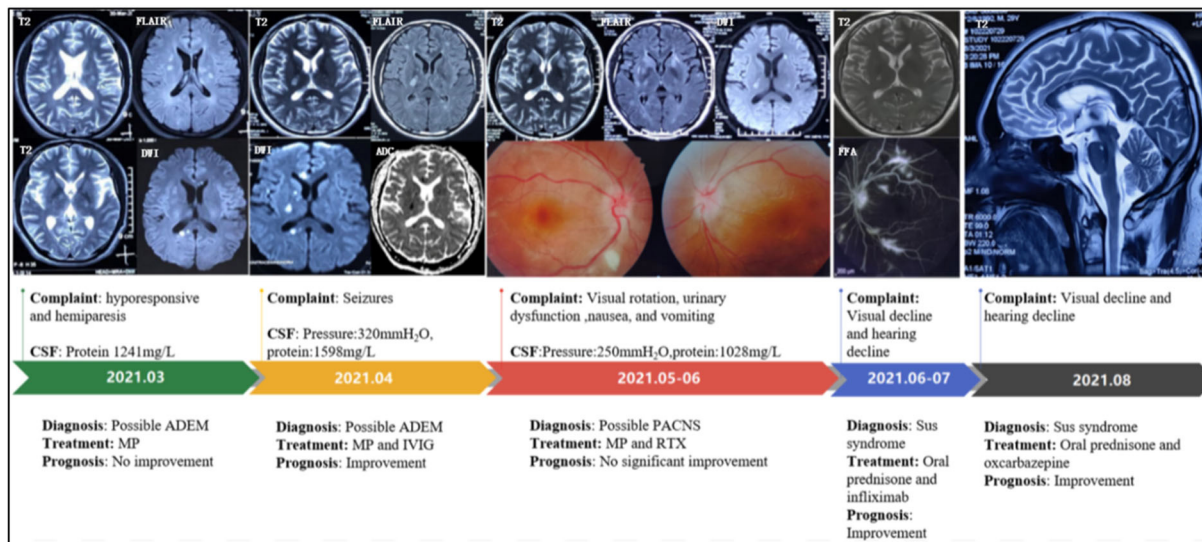 T2
FLAIR
T2
FLAIR
T2
FLAIR
DWI
T2
T2
T2
DWI
DWI
ADC
FFA
Complaint: hyporesponsive
and hemiparesis
CSF: Protein 1241mg/L
2021.03
Diagnosis: Possible ADEM
Treatment: MP
Prognosis: No improvement
Complaint: Seizures
CSF: Pressure:320mmH₂O,
protein:1598mg/L
2021.04
Diagnosis: Possible ADEM
Treatment: MP and IVIG
Prognosis: Improvement
Complaint: Visual rotation, urinary
dysfunction ,nausea, and vomiting
CSF:Pressure:250mmH₂O,protein:1028mg/L
2021.05-06
Diagnosis: Possible PACNS
Treatment: MP and RTX
Prognosis: No significant improvement
Complaint:
Visual decline
and hearing
decline
2021.06-07
Diagnosis: Sus
syndrome
Treatment: Oral
prednisone and
infliximab
Prognosis:
Improvement
Complaint: Visual decline and
hearing decline
2021.08
Diagnosis: Sus syndrome
Treatment: Oral prednisone and
oxcarbazepine
Prognosis: Improvement